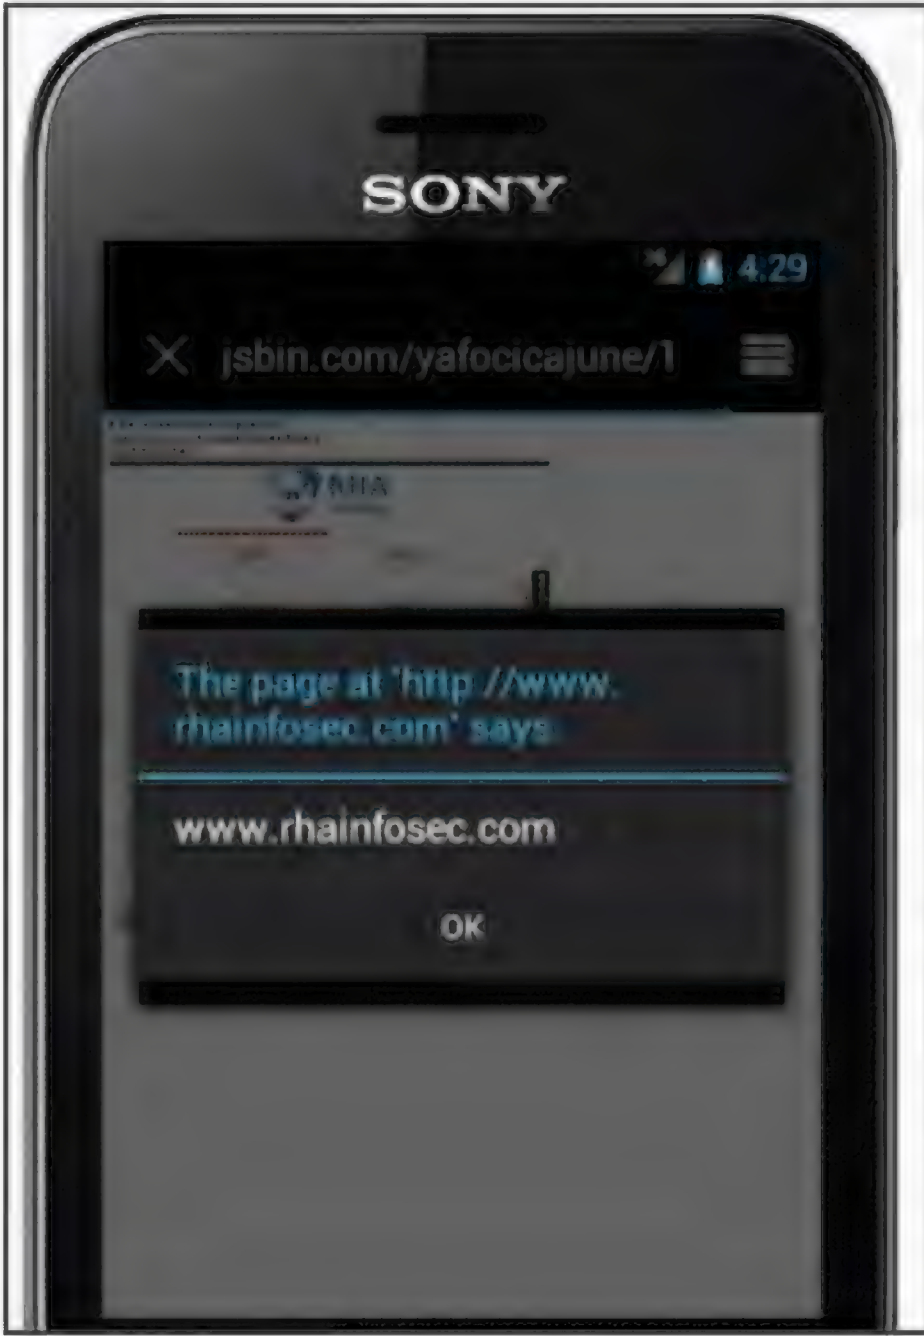 SONY
4:29
jsbin.com/yafocicajune/1
RHA
The page at 'http //www.
rhainfosec.com' says
www.rhainfosec.com
OK